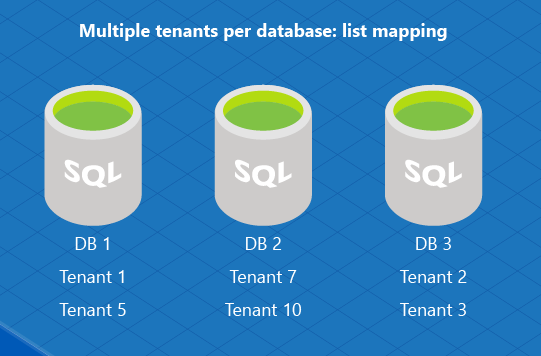 Multiple tenants per database: list mapping
SQL SQL SQL
DB 1 DB 2 DB 3
Tenant 1 Tenant 7 Tenant 2
Tenant 5 Tenant 10 Tenant 3